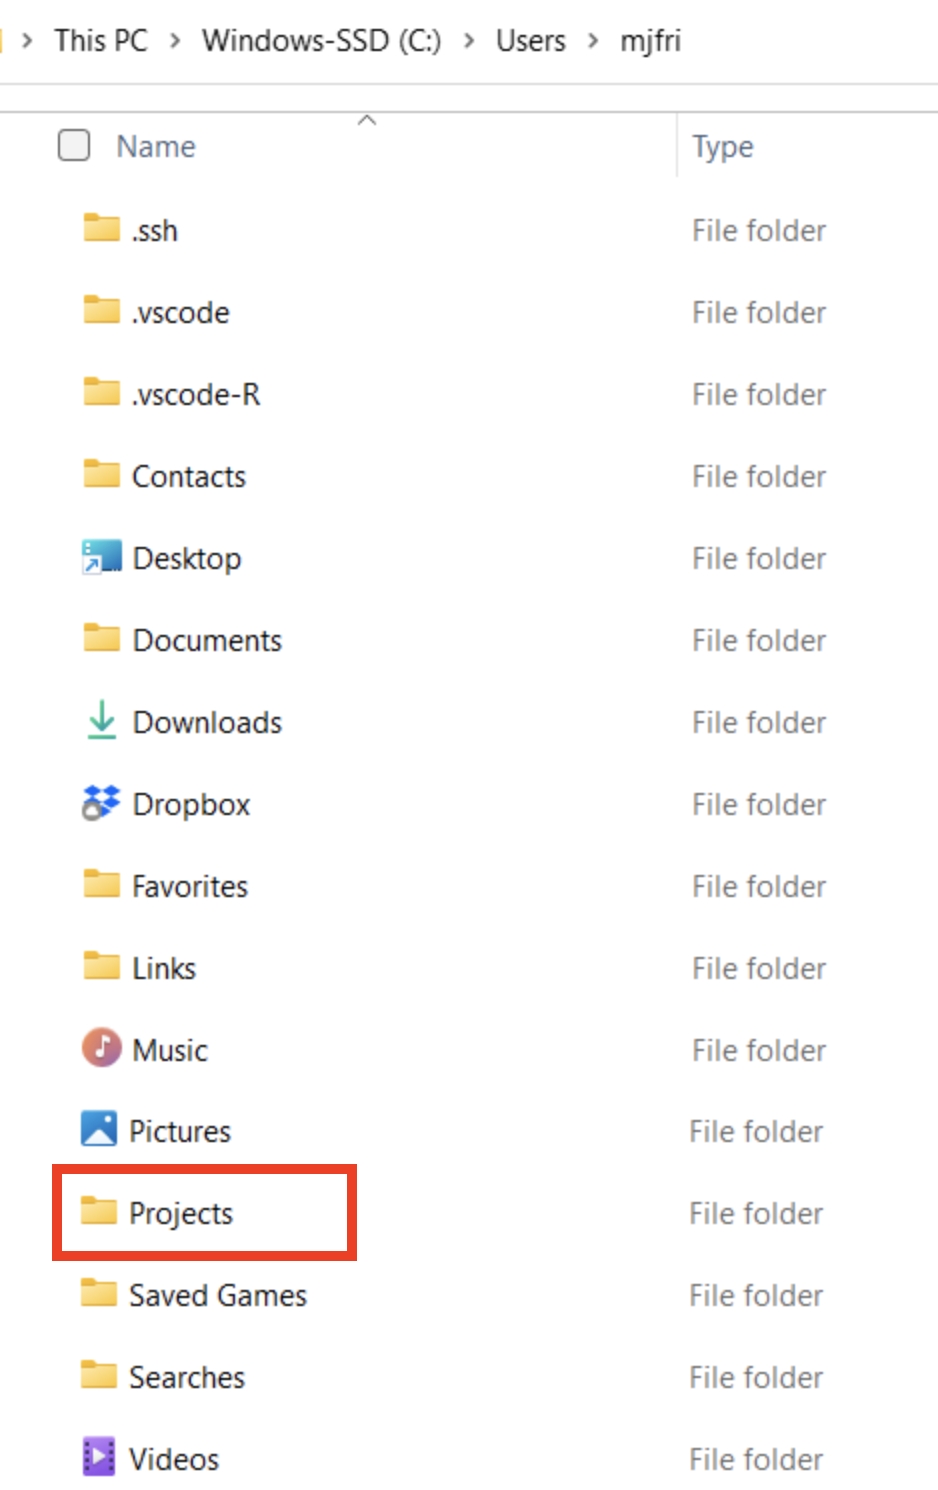 This PC > Windows-SSD (C:) > Users > mjfri
Name Type
.ssh File folder
.vscode File folder
.vscode-R File folder
Contacts File folder
Desktop File folder
Documents File folder
Downloads File folder
Dropbox File folder
Favorites File folder
Links File folder
Music File folder
Pictures File folder
Projects File folder
Saved Games File folder
Searches File folder
Videos File folder